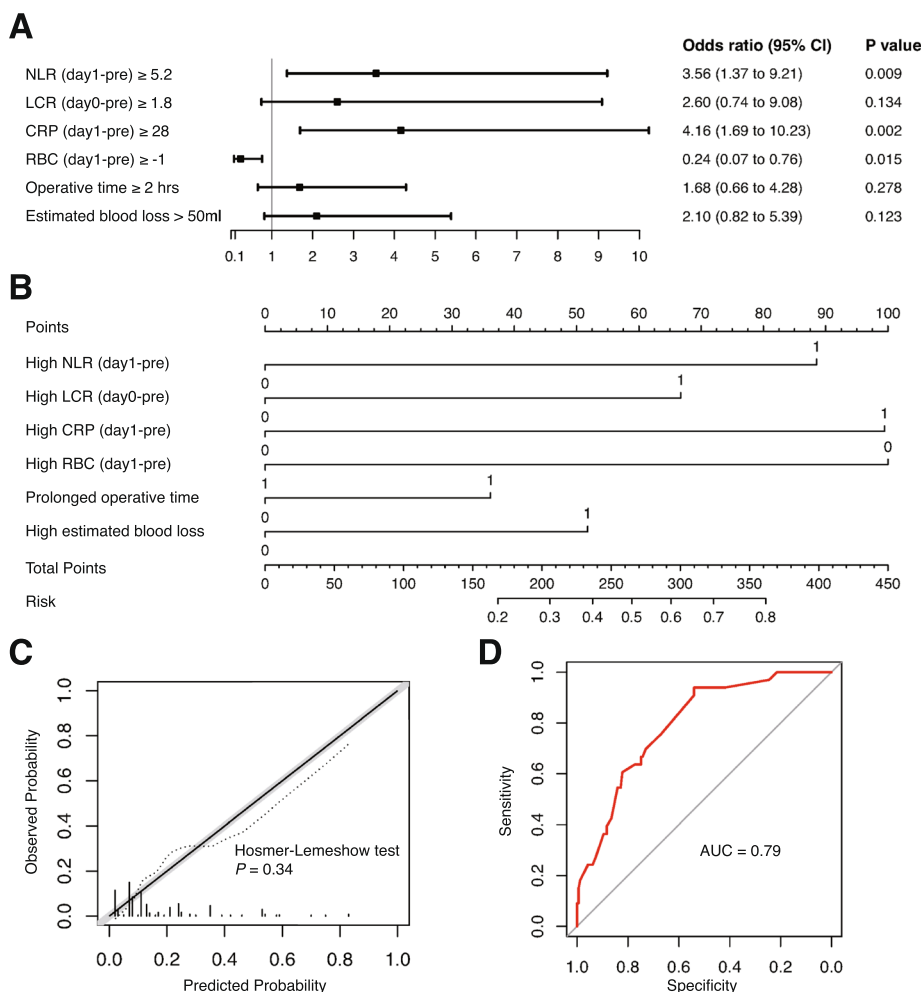 A
Odds ratio (95% CI) P value
NLR (day1-pre) ≥ 5.2 3.56 (1.37 to 9.21) 0.009
LCR (day0-pre) ≥ 1.8 2.60 (0.74 to 9.08) 0.134
CRP (day1-pre) ≥ 28 4.16 (1.69 to 10.23) 0.002
RBC (day1-pre) ≥ -1 0.24 (0.07 to 0.76) 0.015
Operative time ≥ 2 hrs 1.68 (0.66 to 4.28) 0.278
Estimated blood loss > 50ml 2.10 (0.82 to 5.39) 0.123
0.1 1 2 3 4 5 6 7 8 9 10
B
0 10 20 30 40 50 60 70 80 90 100
Points
1
High NLR (day1-pre)
0 1
High LCR (day0-pre)
0 1
High CRP (day1-pre)
0 0
High RBC (day1-pre)
1 1
Prolonged operative time
0 1
High estimated blood loss
0
Total Points
0 50 100 150 200 250 300 350 400 450
Risk
0.2 0.3 0.4 0.5 0.6 0.7 0.8
C
Observed Probability
1.0
0.8
0.6
0.4
0.2
0.0
Hosmer-Lemeshow test
P = 0.34
0.0 0.2 0.4 0.6 0.8 1.0
Predicted Probability
D
Sensitivity
1.0
0.8
0.6
0.4
0.2
0.0
AUC = 0.79
1.0 0.8 0.6 0.4 0.2 0.0
Specificity